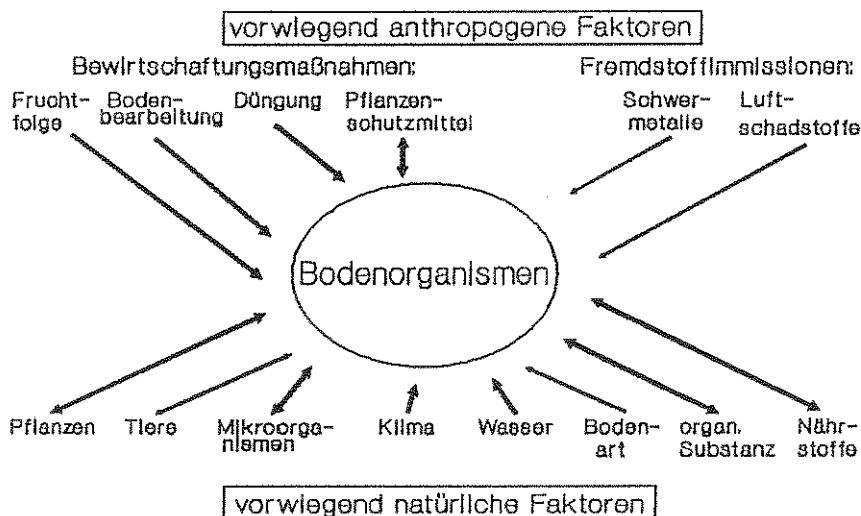 vorwiegend anthropogene Faktoren
Bewirtschaftungsmaßnahmen:
Fremdstoffimmissionen:
Frucht-
folge
Boden-
bearbeitung
Düngung
Pflanzen-
schutzmittel
Schwer-
metalle
Luft-
schadstoffe
Bodenorganismen
Pflanzen
Tiere
Mikroorga-
nismen
Klima
Wasser
Boden-
art
organ.
Substanz
Nähr-
stoffe
vorwiegend natürliche Faktoren